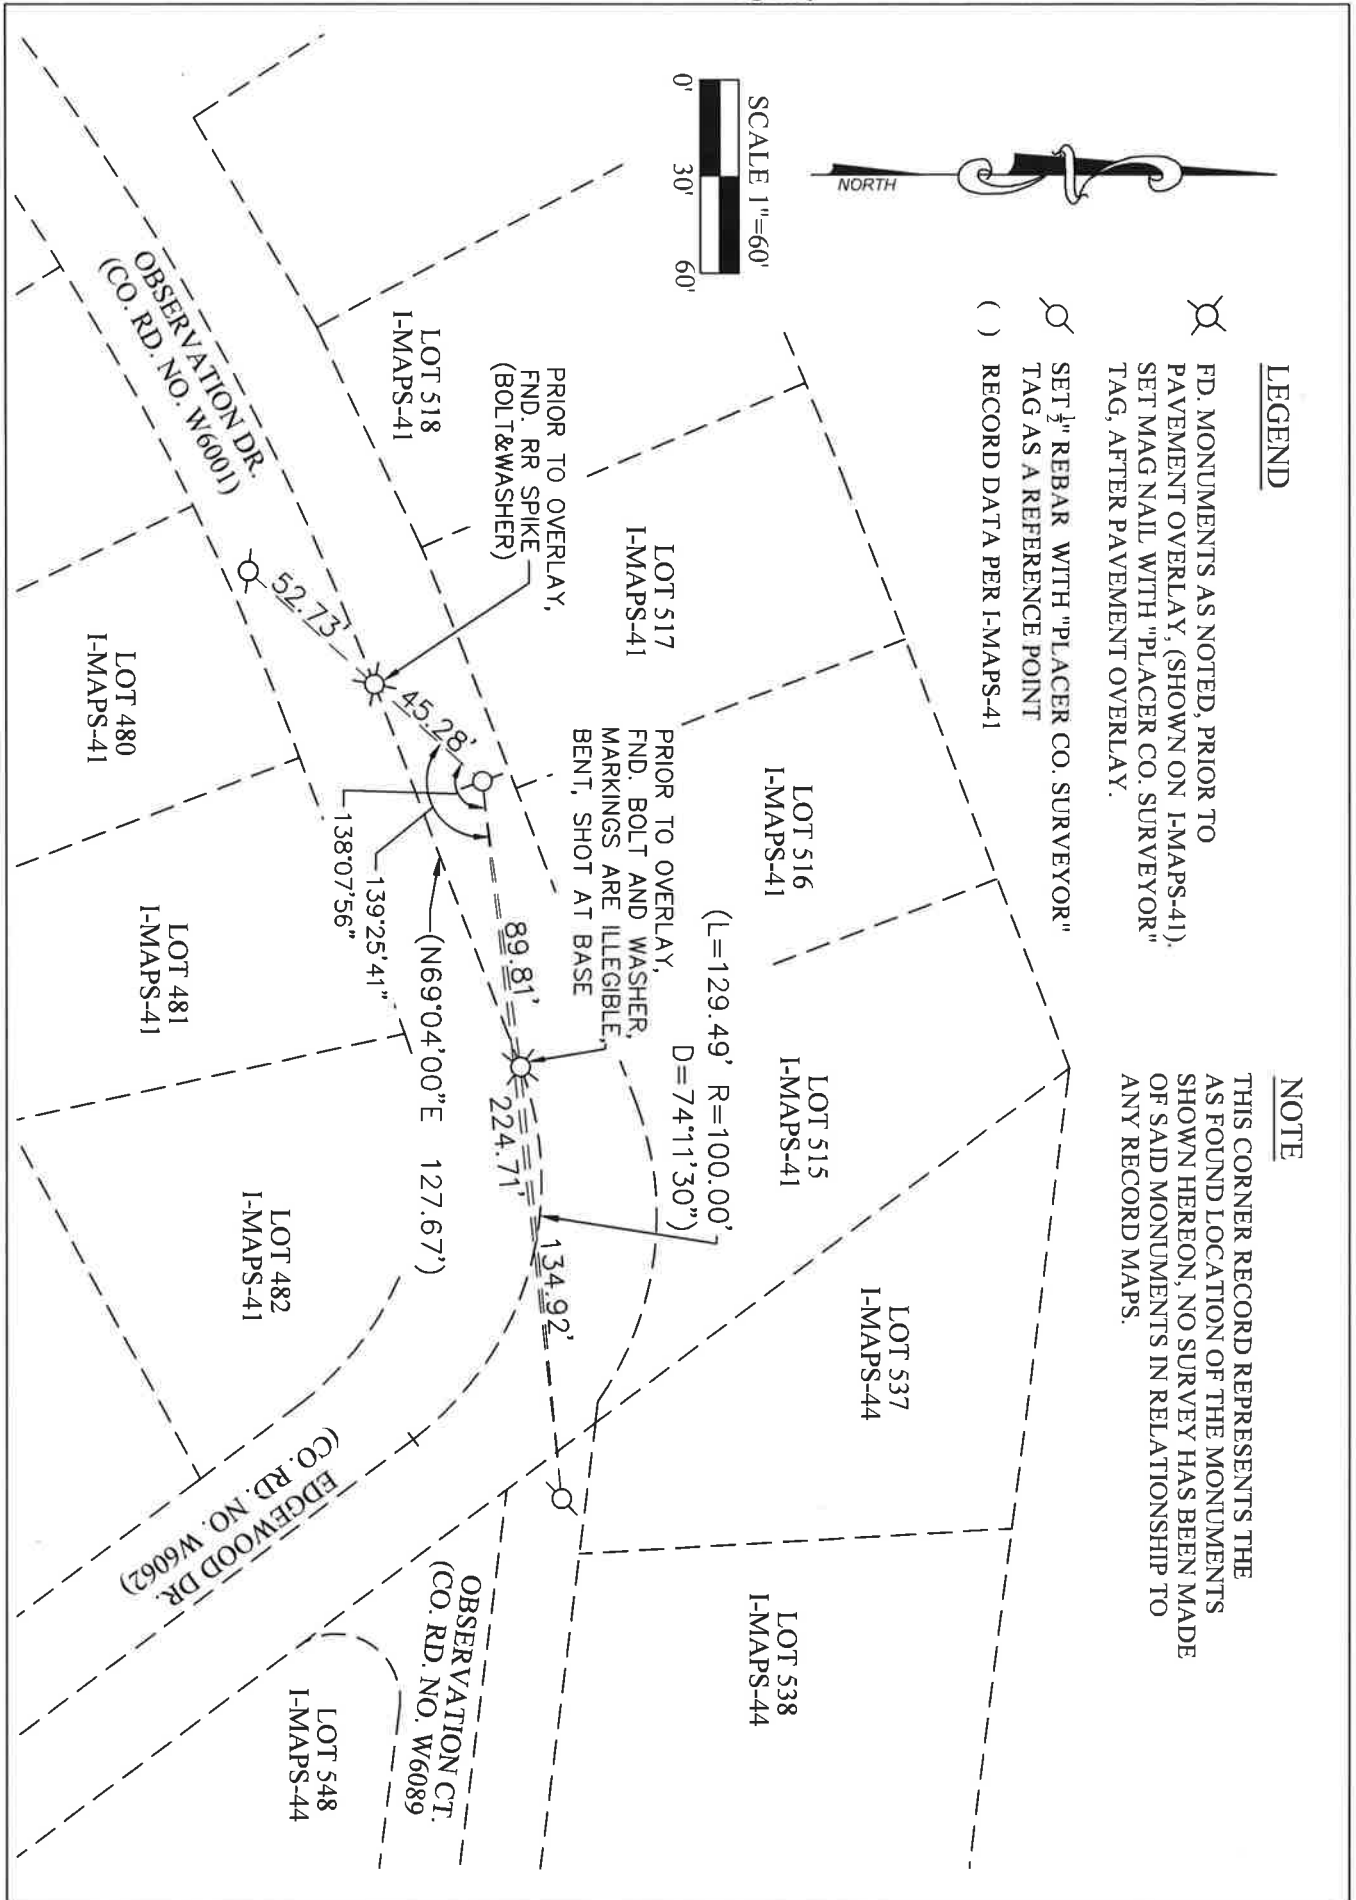 LEGEND
FD. MONUMENTS AS NOTED, PRIOR TO
PAVEMENT OVERLAY, (SHOWN ON I-MAPS-41).
SET MAG NAIL WITH "PLACER CO. SURVEYOR"
TAG, AFTER PAVEMENT OVERLAY.
SET ½" REBAR WITH "PLACER CO. SURVEYOR"
TAG AS A REFERENCE POINT
( ) RECORD DATA PER I-MAPS-41
NOTE
THIS CORNER RECORD REPRESENTS THE
AS FOUND LOCATION OF THE MONUMENTS
SHOWN HEREON, NO SURVEY HAS BEEN MADE
OF SAID MONUMENTS IN RELATIONSHIP TO
ANY RECORD MAPS.
NORTH
SCALE 1"=60'
0' 30' 60'
LOT 537
I-MAPS-44
LOT 515
I-MAPS-41
LOT 516
I-MAPS-41
LOT 538
I-MAPS-44
(L=129.49' R=100.00'
D=74°11'30")
LOT 517
I-MAPS-41
PRIOR TO OVERLAY,
FND. BOLT AND WASHER,
MARKINGS ARE ILLEGIBLE,
BENT, SHOT AT BASE
PRIOR TO OVERLAY,
FND. RR SPIKE
(BOLT&WASHER)
LOT 518
I-MAPS-41
134.92'
89.81'
224.71'
45.28'
52.73'
(N69°04'00"E 127.67')
139°25'41"
138°07'56"
OBSERVATION CT.
(CO. RD. NO. W6089
LOT 548
I-MAPS-44
OBSERVATION DR.
(CO. RD. NO. W6001)
LOT 482
I-MAPS-41
LOT 481
I-MAPS-41
LOT 480
I-MAPS-41
EDGEWOOD DR.
(CO. RD. NO. W6062)